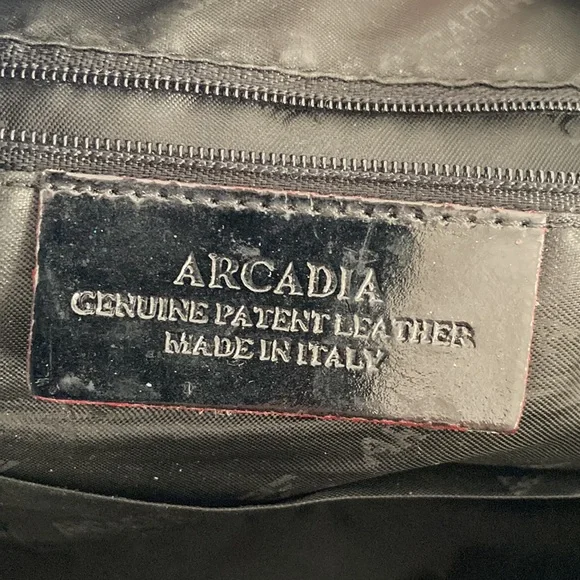 ARCADIA
GENUINE PATENT LEATHER
MADE IN ITALY